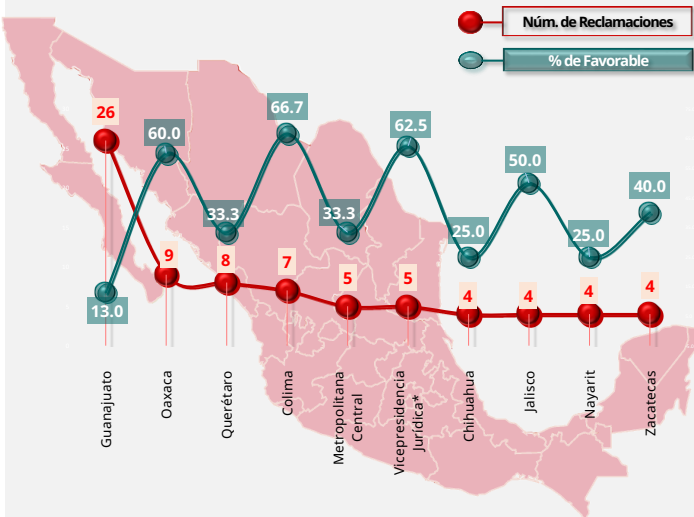 Núm. de Reclamaciones
% de Favorable
26
9
8
7
5
5
4
4
4
4
13.0
60.0
33.3
66.7
33.3
62.5
25.0
50.0
25.0
40.0
Guanajuato
Oaxaca
Querétaro
Colima
Metropolitana
Central
Vicepresidencia
Jurídica*
Chihuahua
Jalisco
Nayarit
Zacatecas